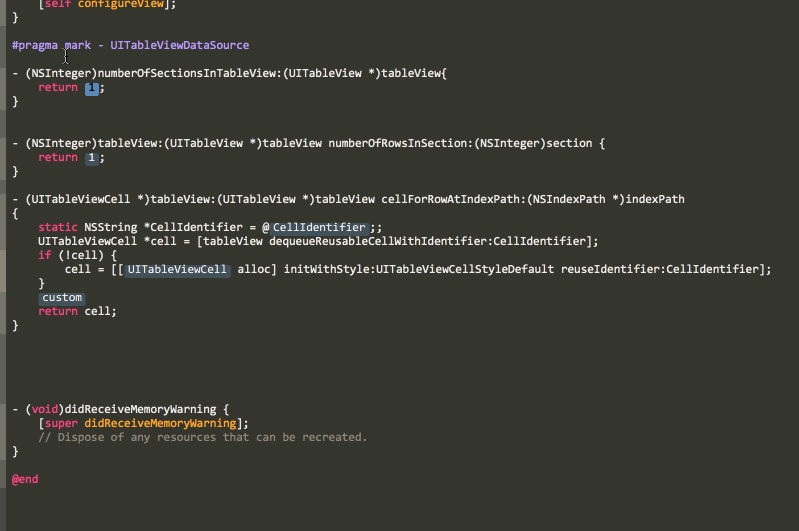 [self configureView];
}
#pragma mark - UITableViewDataSource
- (NSInteger)numberOfSectionsInTableView:(UITableView *)tableView{
return 1;
}
- (NSInteger)tableView:(UITableView *)tableView numberOfRowsInSection:(NSInteger)section {
return 1;
}
- (UITableViewCell *)tableView:(UITableView *)tableView cellForRowAtIndexPath:(NSIndexPath *)indexPath
{
static NSString *CellIdentifier = @ CellIdentifier ;;
UITableViewCell *cell = [tableView dequeueReusableCellWithIdentifier:CellIdentifier];
if (!cell) {
cell = [[ UITableViewCell alloc] initWithStyle:UITableViewCellStyleDefault reuseIdentifier:CellIdentifier];
}
custom
return cell;
}
- (void)didReceiveMemoryWarning {
[super didReceiveMemoryWarning];
// Dispose of any resources that can be recreated.
}
@end